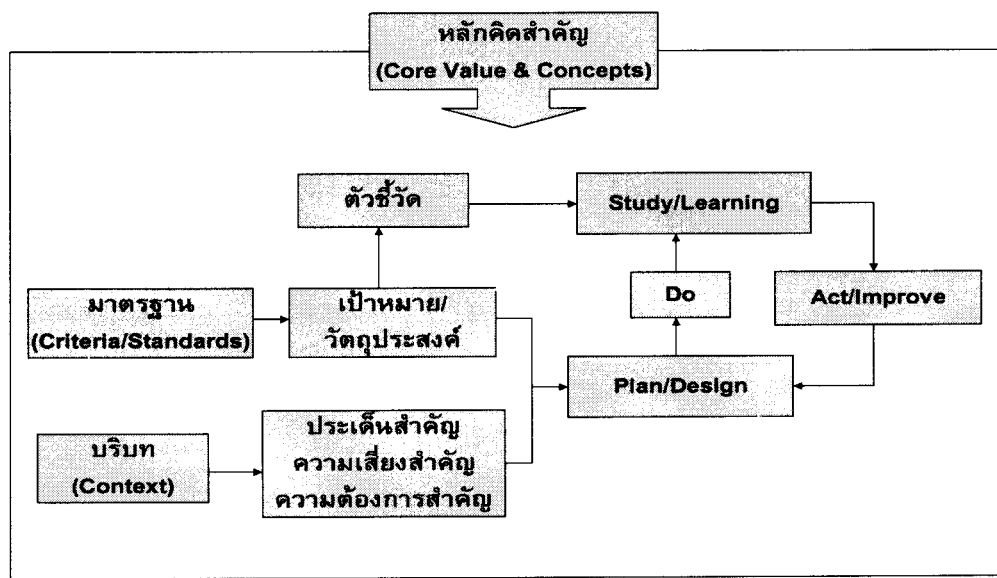 หลักคิดสำคัญ
(Core Value & Concepts)
ตัวชี้วัด
Study/Learning
มาตรฐาน
(Criteria/Standards)
เป้าหมาย/
วัตถุประสงค์
Do
Act/Improve
Plan/Design
บริบท
(Context)
ประเด็นสำคัญ
ความเสี่ยงสำคัญ
ความต้องการสำคัญ